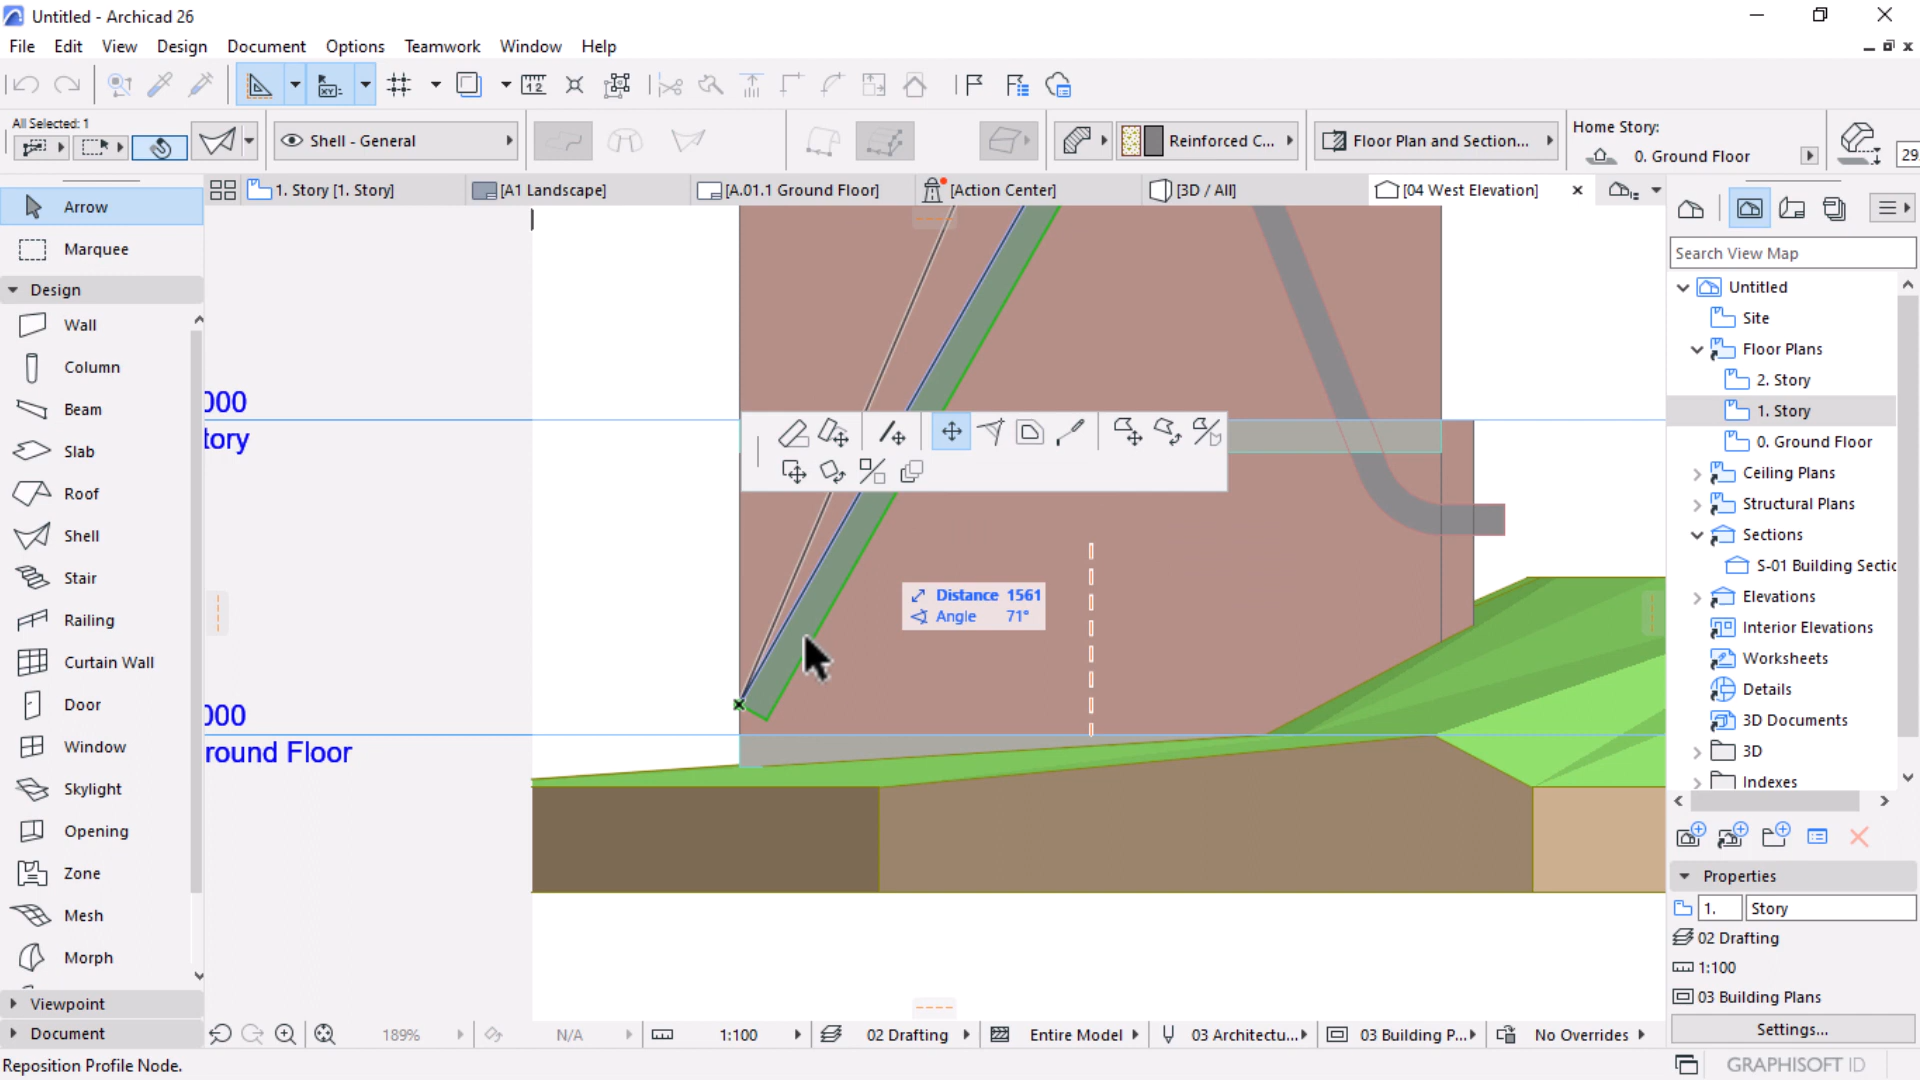 Untitled - Archicad 26
File Edit View Design Document Options Teamwork Window Help
All Selected: 1
Shell - General
Reinforced C...
Floor Plan and Section...
Home Story:
0. Ground Floor
29
Arrow
1. Story [1. Story]
[A1 Landscape]
[A.01.1 Ground Floor]
[Action Center]
[3D / All]
[04 West Elevation]
Marquee
Design
Wall
Column
Beam
Slab
Roof
Shell
Stair
Railing
Curtain Wall
Door
Window
Skylight
Opening
Zone
Mesh
Morph
Viewpoint
Document
000
tory
000
round Floor
Distance 1561
Angle 71°
Search View Map
Untitled
Site
Floor Plans
2. Story
1. Story
0. Ground Floor
Ceiling Plans
Structural Plans
Sections
S-01 Building Sectic
Elevations
Interior Elevations
Worksheets
Details
3D Documents
3D
Indexes
Properties
1. Story
02 Drafting
1:100
03 Building Plans
Settings...
189%
N/A
1:100
02 Drafting
Entire Model
03 Architectu...
03 Building P...
No Overrides
Reposition Profile Node.
GRAPHISOFT ID